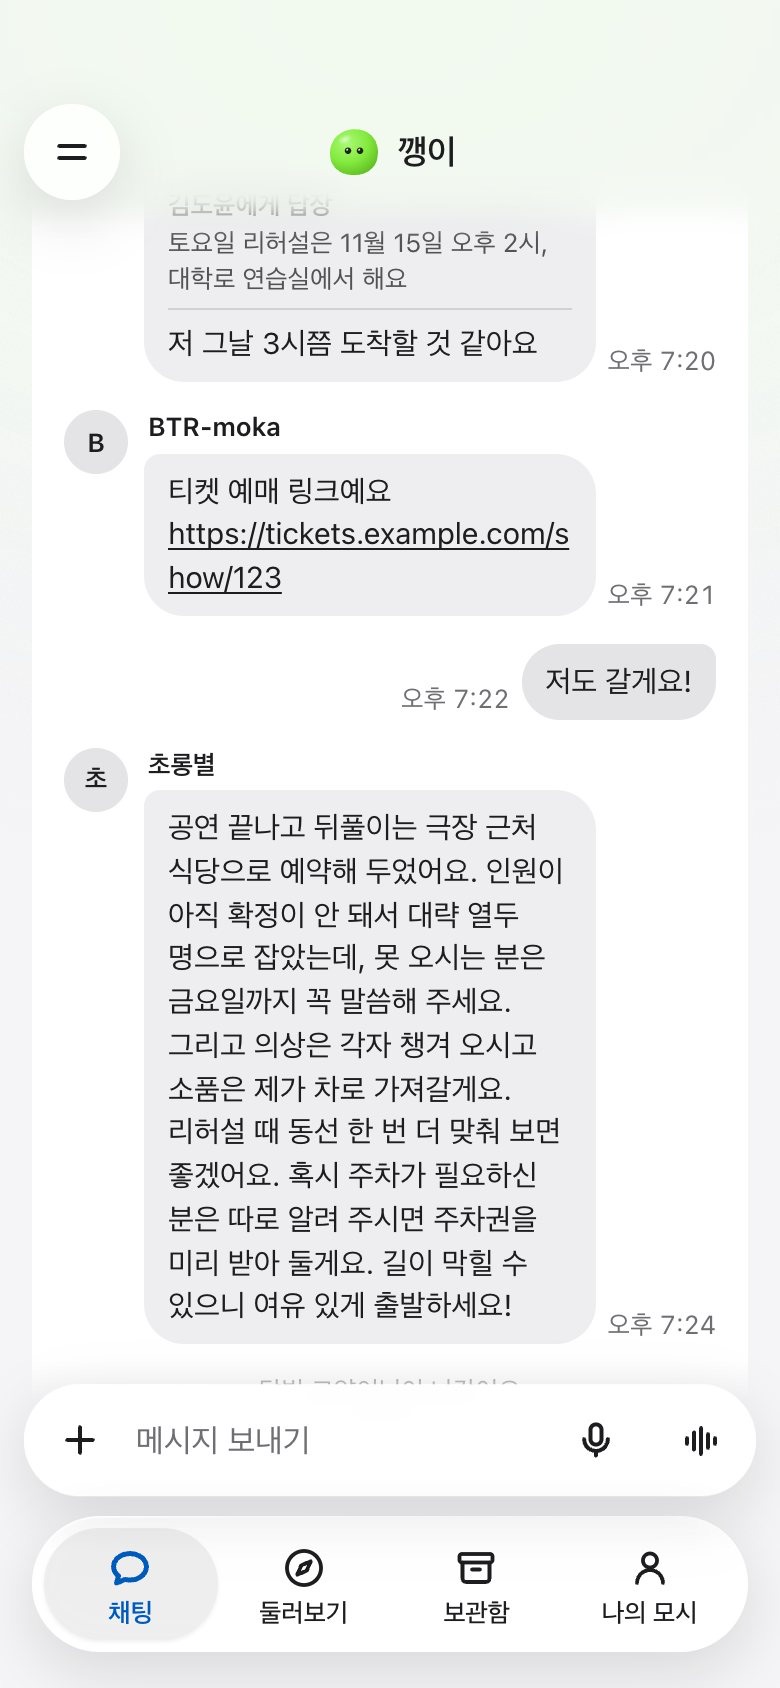 깽이
김도윤에게 답장
토요일 리허설은 11월 15일 오후 2시,
대학로 연습실에서 해요
저 그날 3시쯤 도착할 것 같아요
오후 7:20
B
BTR-moka
티켓 예매 링크예요
https://tickets.example.com/s
how/123
오후 7:21
저도 갈게요!
오후 7:22
초
초롱별
공연 끝나고 뒤풀이는 극장 근처
식당으로 예약해 두었어요. 인원이
아직 확정이 안 돼서 대략 열두
명으로 잡았는데, 못 오시는 분은
금요일까지 꼭 말씀해 주세요.
그리고 의상은 각자 챙겨 오시고
소품은 제가 차로 가져갈게요.
리허설 때 동선 한 번 더 맞춰 보면
좋겠어요. 혹시 주차가 필요하신
분은 따로 알려 주시면 주차권을
미리 받아 둘게요. 길이 막힐 수
있으니 여유 있게 출발하세요!
오후 7:24
메시지 보내기
채팅
둘러보기
보관함
나의 모시